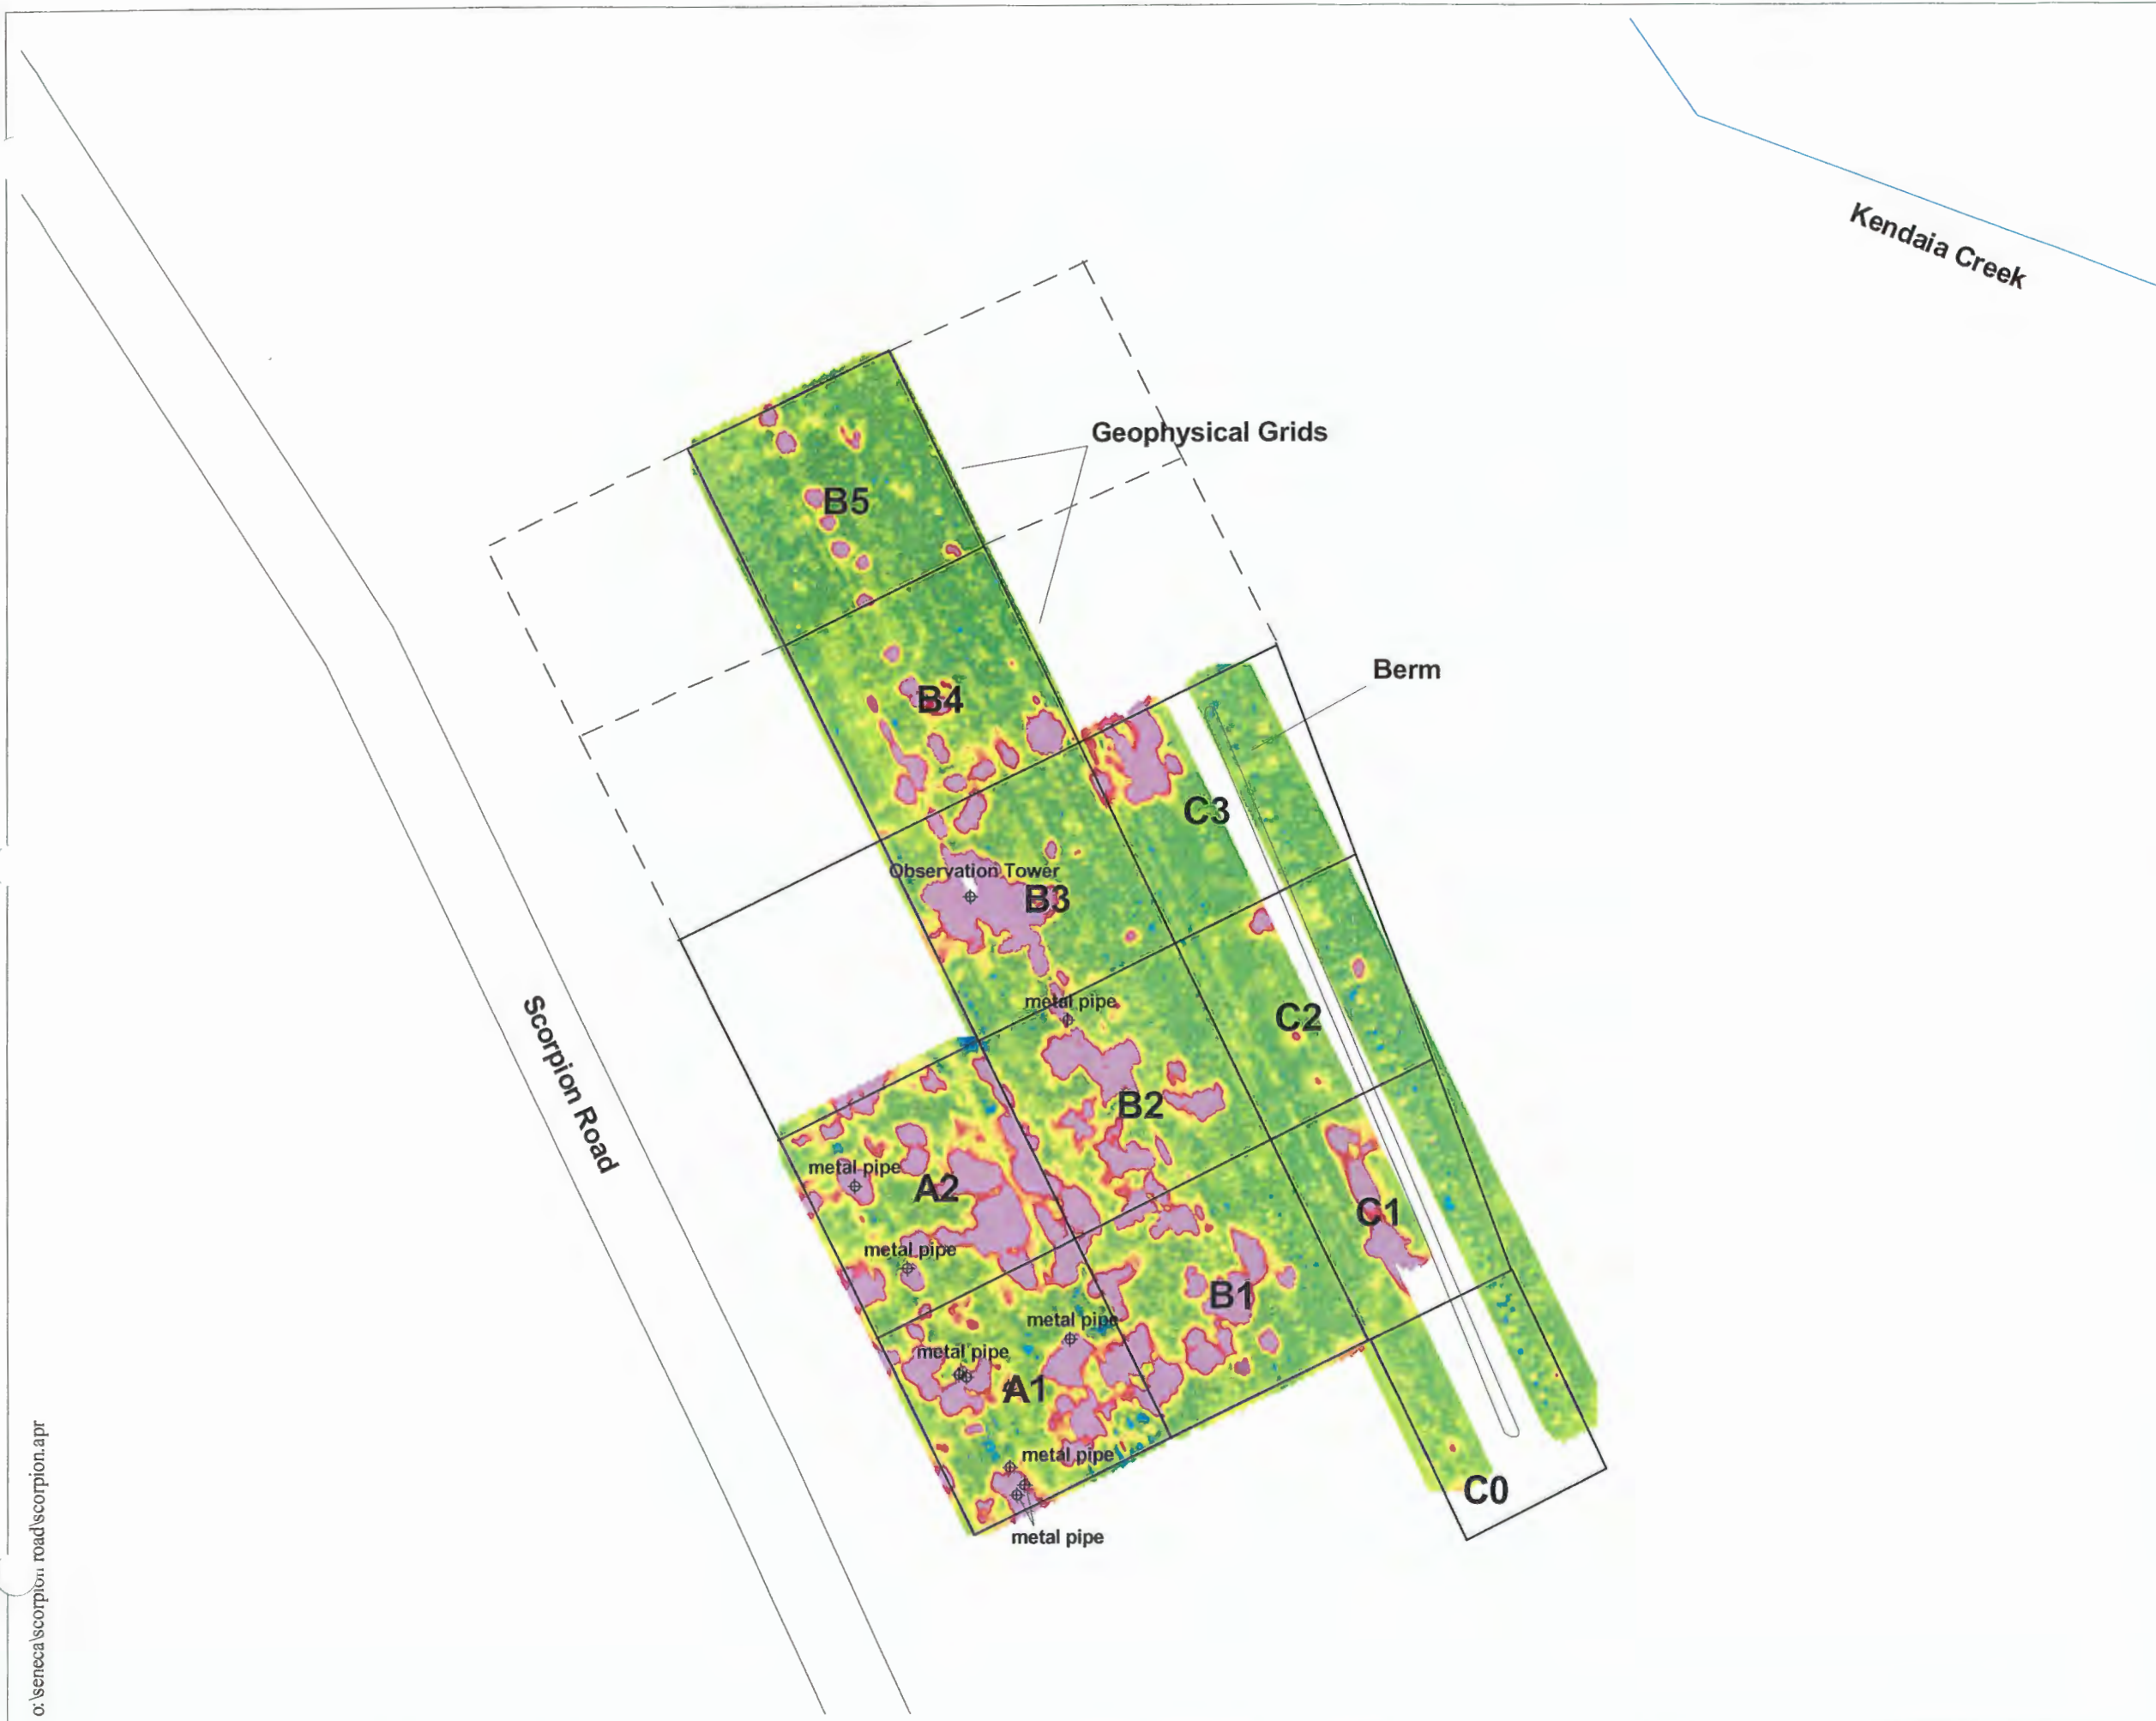 Kendaia Creek
Geophysical Grids
B5
Berm
B4
C3
Observation Tower
B3
metal pipe
C2
Scorpion Road
B2
metal pipe
A2
C1
metal pipe
B1
metal pipe
metal pipe
A1
metal pipe
C0
metal pipe
o:\seneca\scorpion road\scorpion.apr